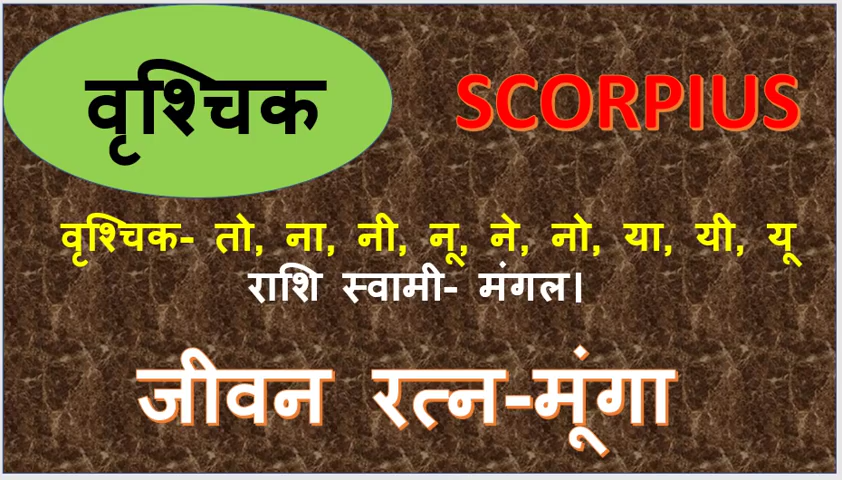 वृश्चिक
SCORPIUS
वृश्चिक- तो, ना, नी, नू, ने, नो, या, यी, यू
राशि स्वामी- मंगल।
जीवन रत्न-मूंगा